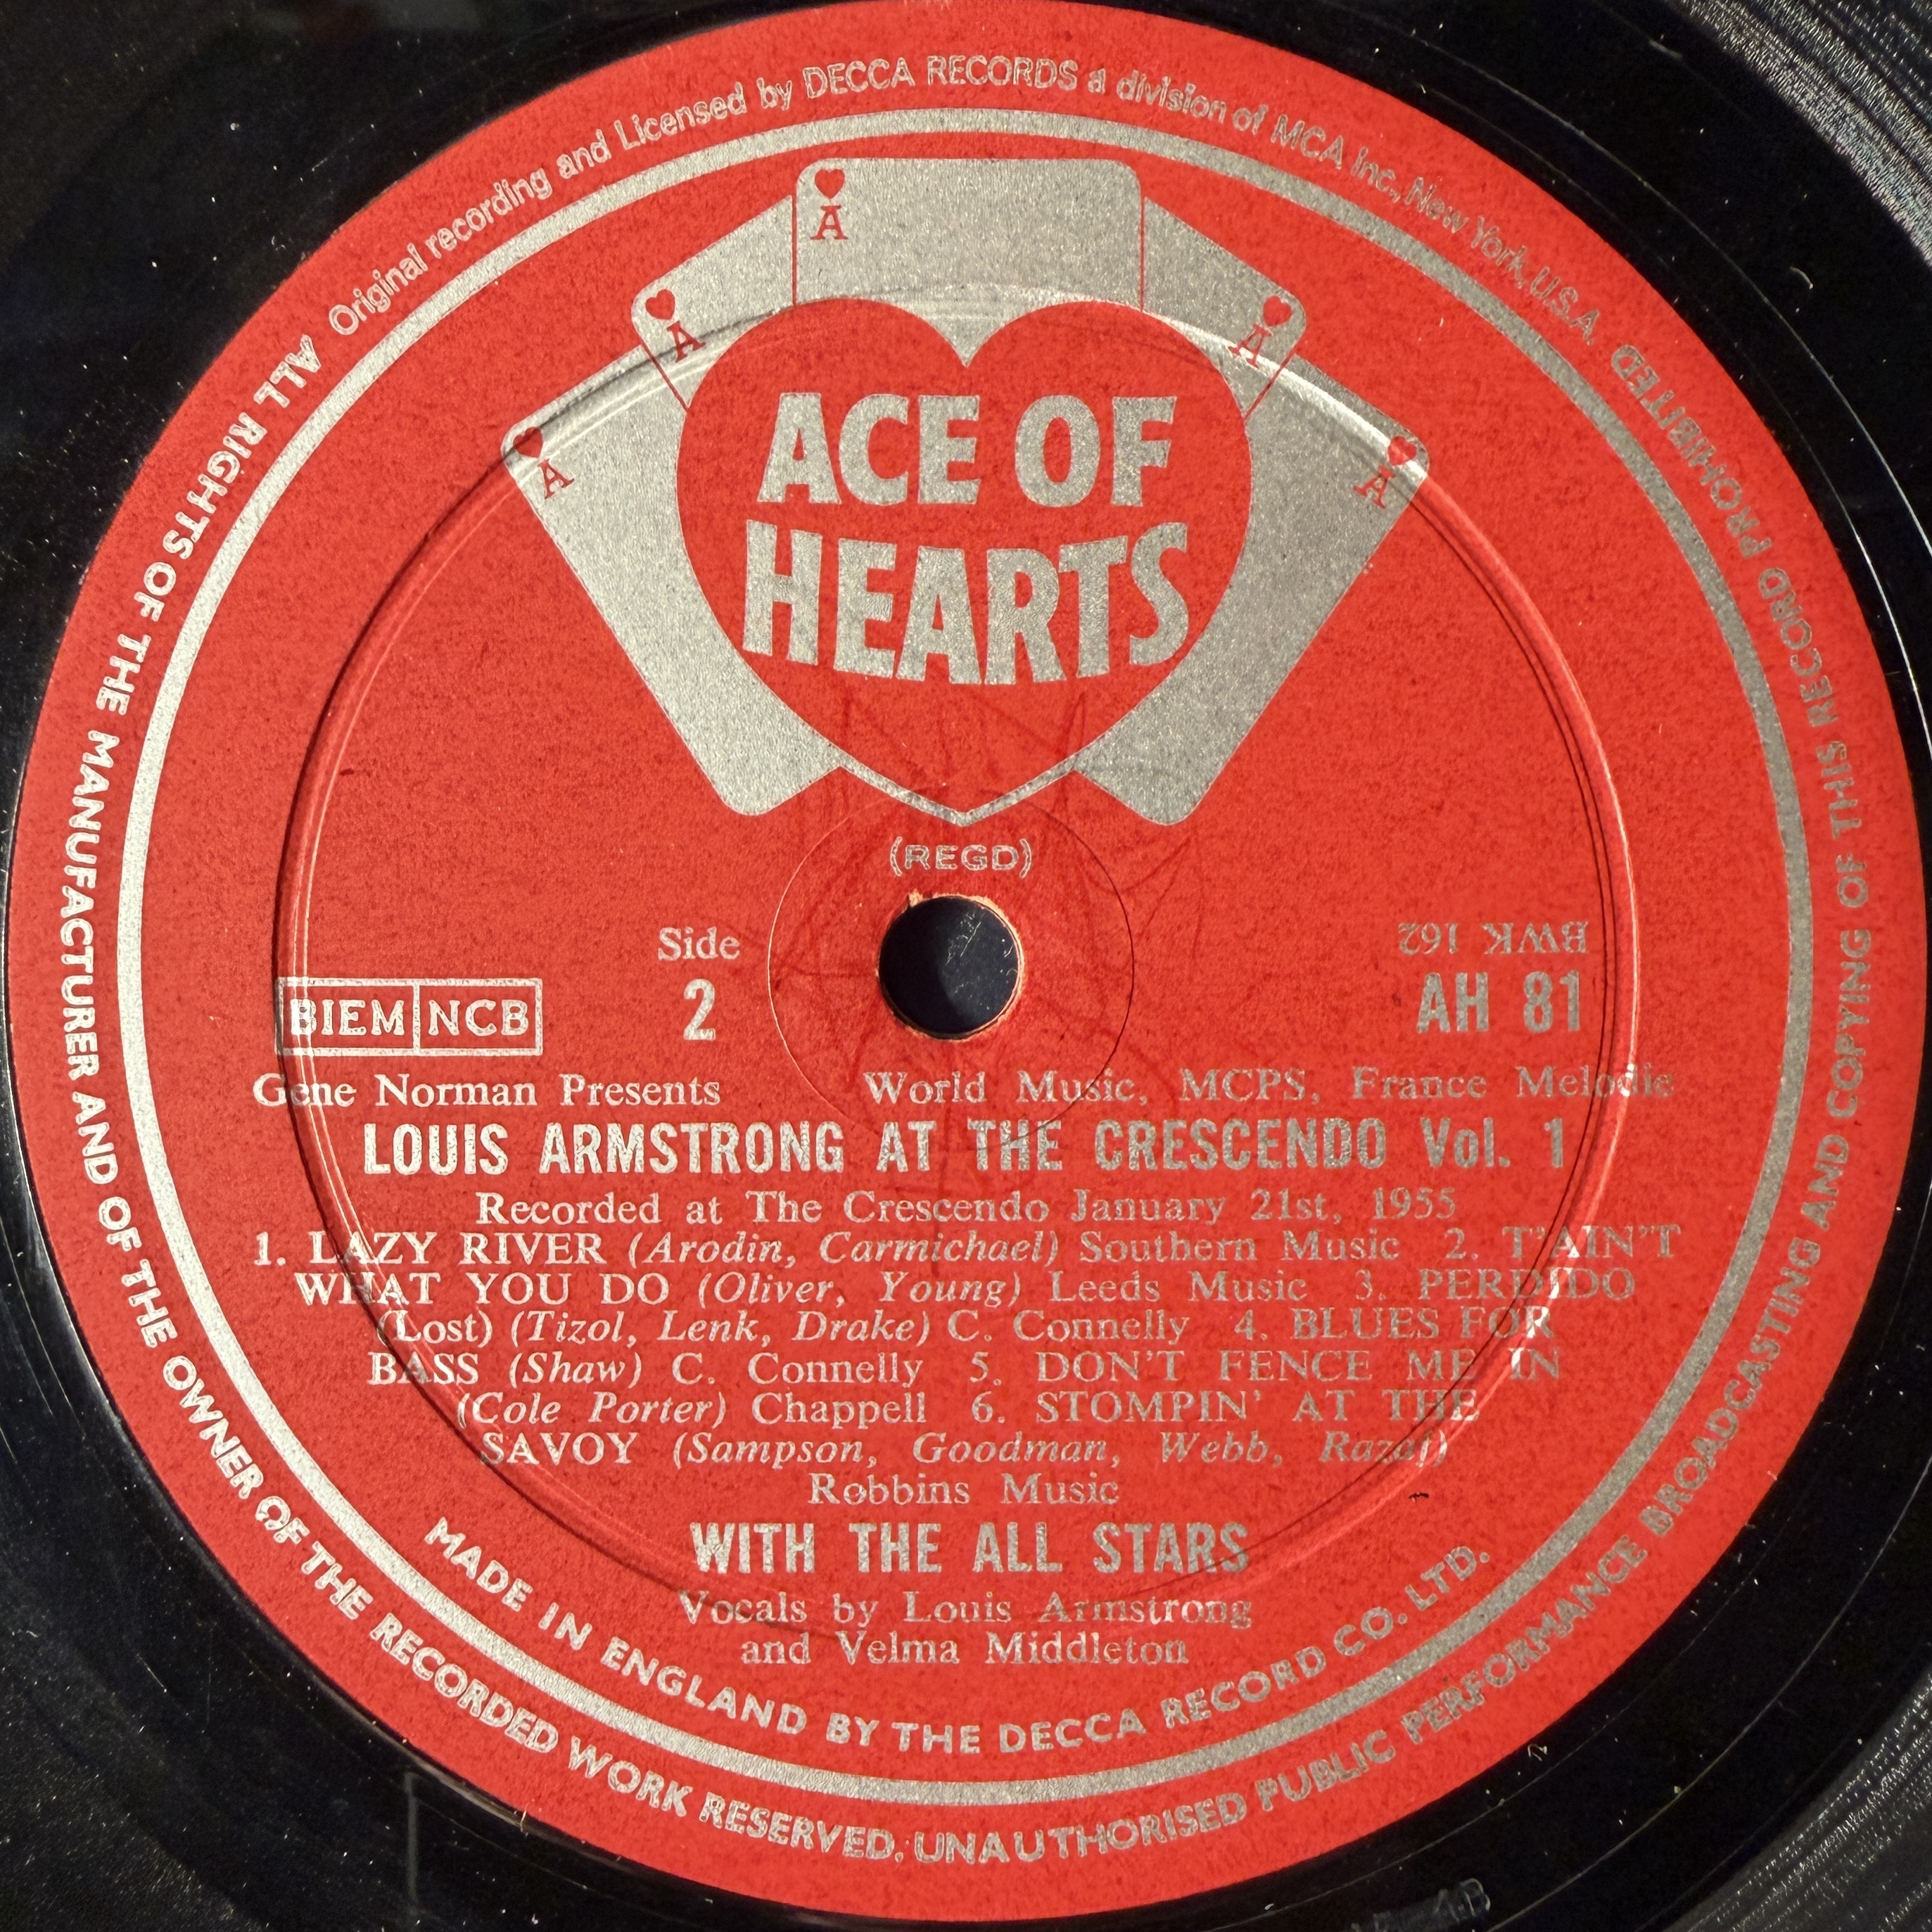 ALL RIGHTS OF THE MANUFACTURER AND OF THE OWNER OF THE RECORDED WORK RESERVED. UNAUTHORISED PUBLIC PERFORMANCE BROADCASTING AND COPYING OF THIS RECORD PROHIBITED
Original recording and Licensed by DECCA RECORDS a division of MCA Inc., New York, U.S.A.
A
A
A
A
A
ACE OF
HEARTS
(REGD)
Side
2
BWK 162
AH 81
BIEM NCB
Gene Norman Presents World Music, MCPS, France Melodie
LOUIS ARMSTRONG AT THE CRESCENDO Vol. 1
Recorded at The Crescendo January 21st, 1955
1. LAZY RIVER (Arodin, Carmichael) Southern Music 2. T'AIN'T
WHAT YOU DO (Oliver, Young) Leeds Music 3. PERDIDO
(Lost) (Tizol, Lenk, Drake) C. Connelly 4. BLUES FOR
BASS (Shaw) C. Connelly 5. DON'T FENCE ME IN
(Cole Porter) Chappell 6. STOMPIN' AT THE
SAVOY (Sampson, Goodman, Webb, Razaf)
Robbins Music
WITH THE ALL STARS
Vocals by Louis Armstrong
and Velma Middleton
MADE IN ENGLAND BY THE DECCA RECORD CO. LTD.